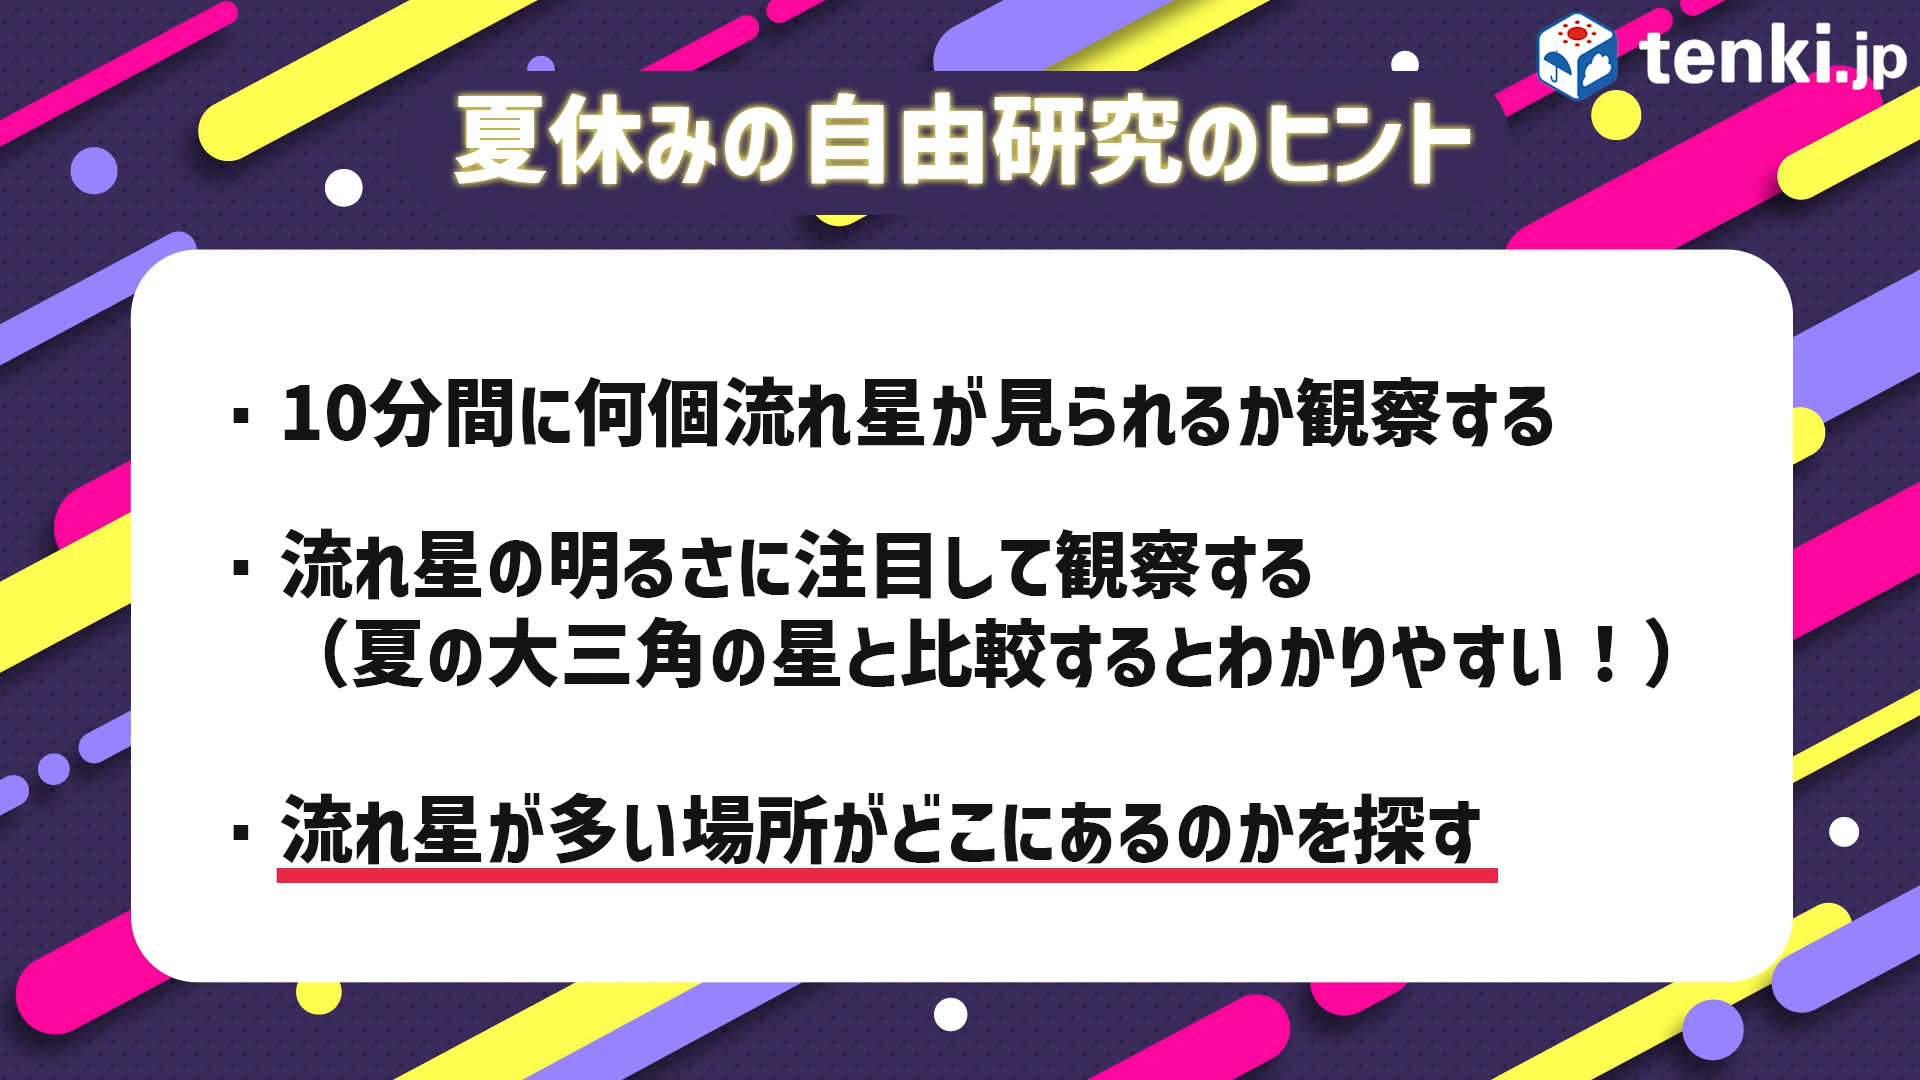 tenki.jp
夏休みの自由研究のヒント
・10分間に何個流れ星が見られるか観察する
・流れ星の明るさに注目して観察する
（夏の大三角の星と比較するとわかりやすい！）
・流れ星が多い場所がどこにあるのかを探す